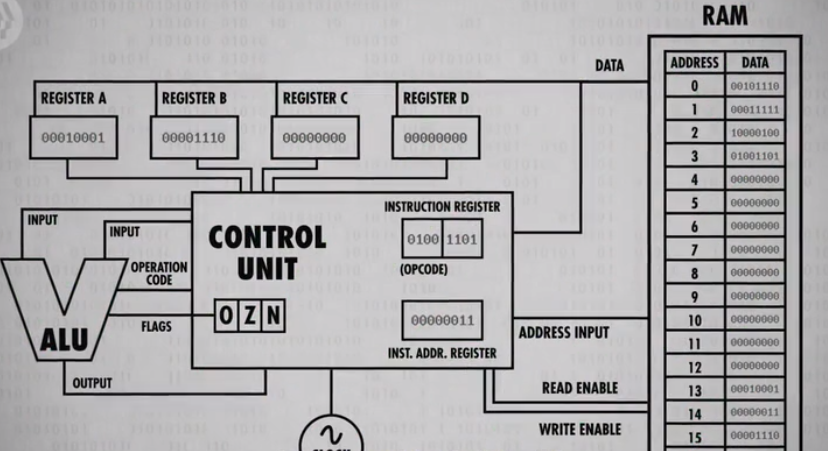 RAM
DATA
ADDRESS DATA
0 00101110
1 00011111
2 10000100
3 01001101
4 00000000
5 00000000
6 00000000
7 00000000
8 00000000
9 00000000
10 00000000
11 00000000
12 00000000
13 00010001
14 00000011
15 00001110
REGISTER A
00010001
REGISTER B
00001110
REGISTER C
00000000
REGISTER D
00000000
INPUT
INPUT
OPERATION
CODE
FLAGS
ALU
OUTPUT
CONTROL
UNIT
O Z N
INSTRUCTION REGISTER
0100 1101
(OPCODE)
00000011
INST. ADDR. REGISTER
ADDRESS INPUT
READ ENABLE
WRITE ENABLE